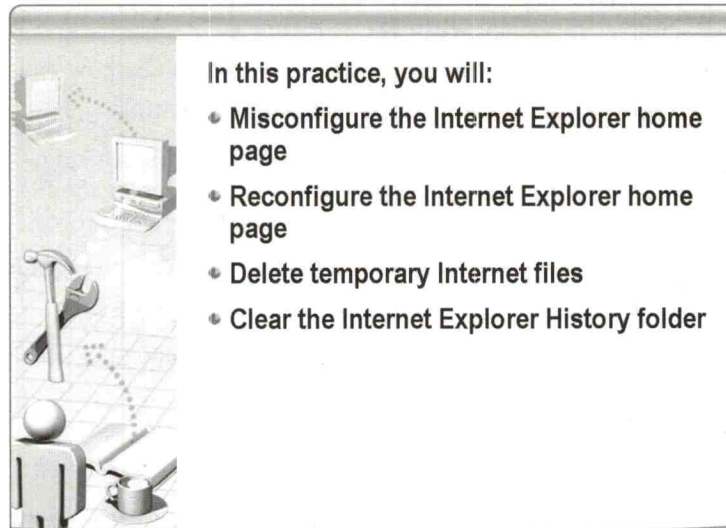 In this practice, you will:
Misconfigure the Internet Explorer home
page
Reconfigure the Internet Explorer home
page
Delete temporary Internet files
Clear the Internet Explorer History folder